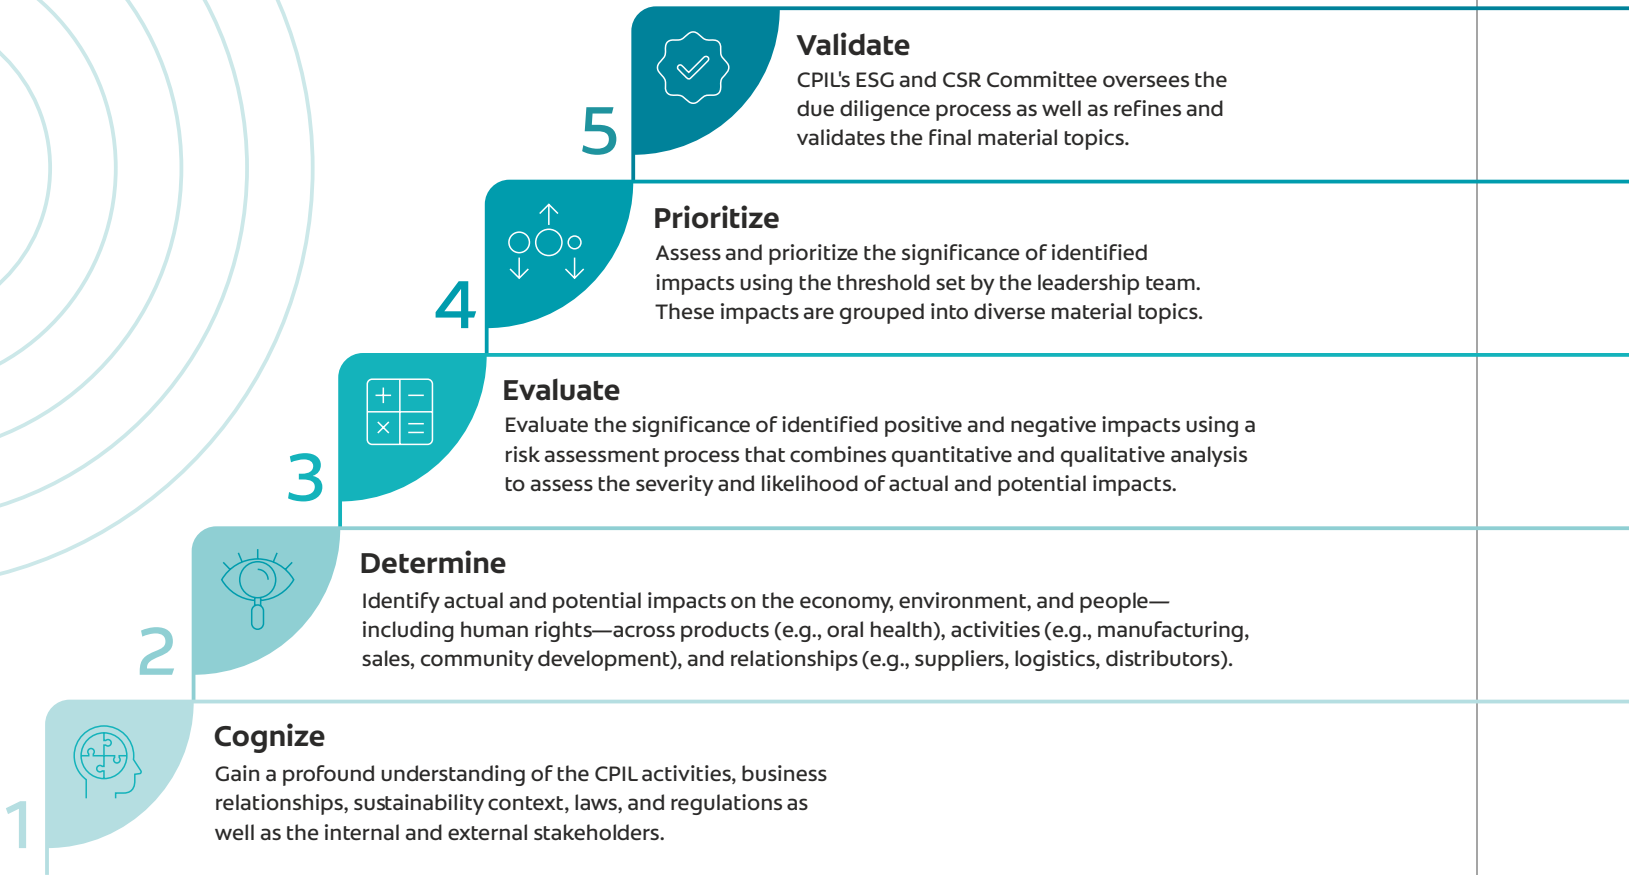 5
Validate
CPIL's ESG and CSR Committee oversees the
due diligence process as well as refines and
validates the final material topics.
4
Prioritize
Assess and prioritize the significance of identified
impacts using the threshold set by the leadership team.
These impacts are grouped into diverse material topics.
3
Evaluate
Evaluate the significance of identified positive and negative impacts using a
risk assessment process that combines quantitative and qualitative analysis
to assess the severity and likelihood of actual and potential impacts.
2
Determine
Identify actual and potential impacts on the economy, environment, and people—
including human rights—across products (e.g., oral health), activities (e.g., manufacturing,
sales, community development), and relationships (e.g., suppliers, logistics, distributors).
1
Cognize
Gain a profound understanding of the CPIL activities, business
relationships, sustainability context, laws, and regulations as
well as the internal and external stakeholders.